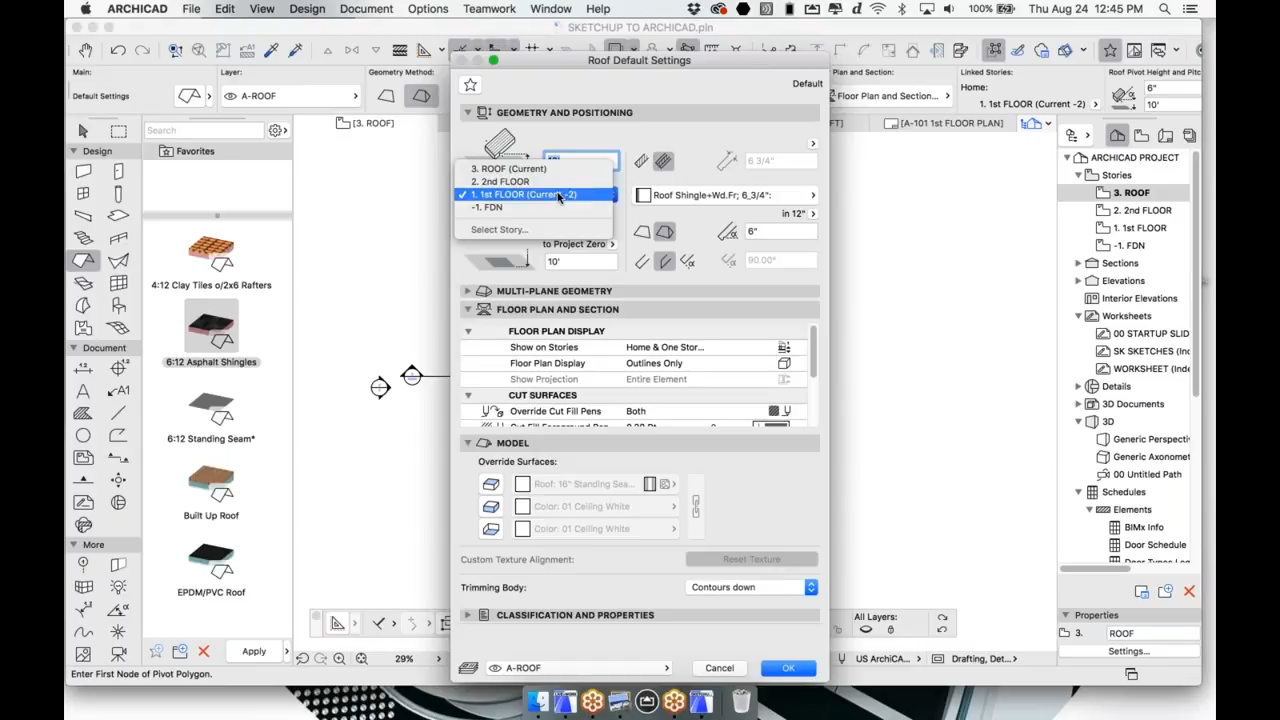 ARCHICAD File Edit View Design Document Options Teamwork Window Help 100% Thu Aug 24 12:45 PM
SKETCHUP TO ARCHICAD.pln
Main:
Default Settings
Layer:
A-ROOF
Geometry Method:
Roof Default Settings
Default
Floor Plan and Section:
Floor Plan and Section...
Linked Stories:
Home:
1. 1st FLOOR (Current -2)
Roof Pivot Height and Pitc
6"
10'
Search
Design
Favorites
[3. ROOF]
[A-101 1st FLOOR PLAN]
GEOMETRY AND POSITIONING
6 3/4"
3. ROOF (Current)
2. 2nd FLOOR
1. 1st FLOOR (Current -2)
-1. FDN
Select Story...
Roof Shingle+Wd.Fr; 6_3/4":
in 12"
6"
to Project Zero
10'
90.00°
MULTI-PLANE GEOMETRY
FLOOR PLAN AND SECTION
FLOOR PLAN DISPLAY
Show on Stories Home & One Stor...
Floor Plan Display Outlines Only
Show Projection Entire Element
CUT SURFACES
Override Cut Fill Pens Both
MODEL
Override Surfaces:
Roof: 16" Standing Sea...
Color: 01 Ceiling White
Color: 01 Ceiling White
Custom Texture Alignment:
Reset Texture
Trimming Body:
Contours down
CLASSIFICATION AND PROPERTIES
A-ROOF
Cancel
OK
4:12 Clay Tiles o/2x6 Rafters
6:12 Asphalt Shingles
6:12 Standing Seam*
Built Up Roof
EPDM/PVC Roof
Document
More
Apply
29%
Enter First Node of Pivot Polygon.
All Layers:
US ArchiCA...
Drafting, Det...
ARCHICAD PROJECT
Stories
3. ROOF
2. 2nd FLOOR
1. 1st FLOOR
-1. FDN
Sections
Elevations
Interior Elevations
Worksheets
00 STARTUP SLID
SK SKETCHES (Ind
WORKSHEET (Inde
Details
3D Documents
3D
Generic Perspecti
Generic Axonomet
00 Untitled Path
Schedules
Elements
BIMx Info
Door Schedule
Properties
3. ROOF
Settings...